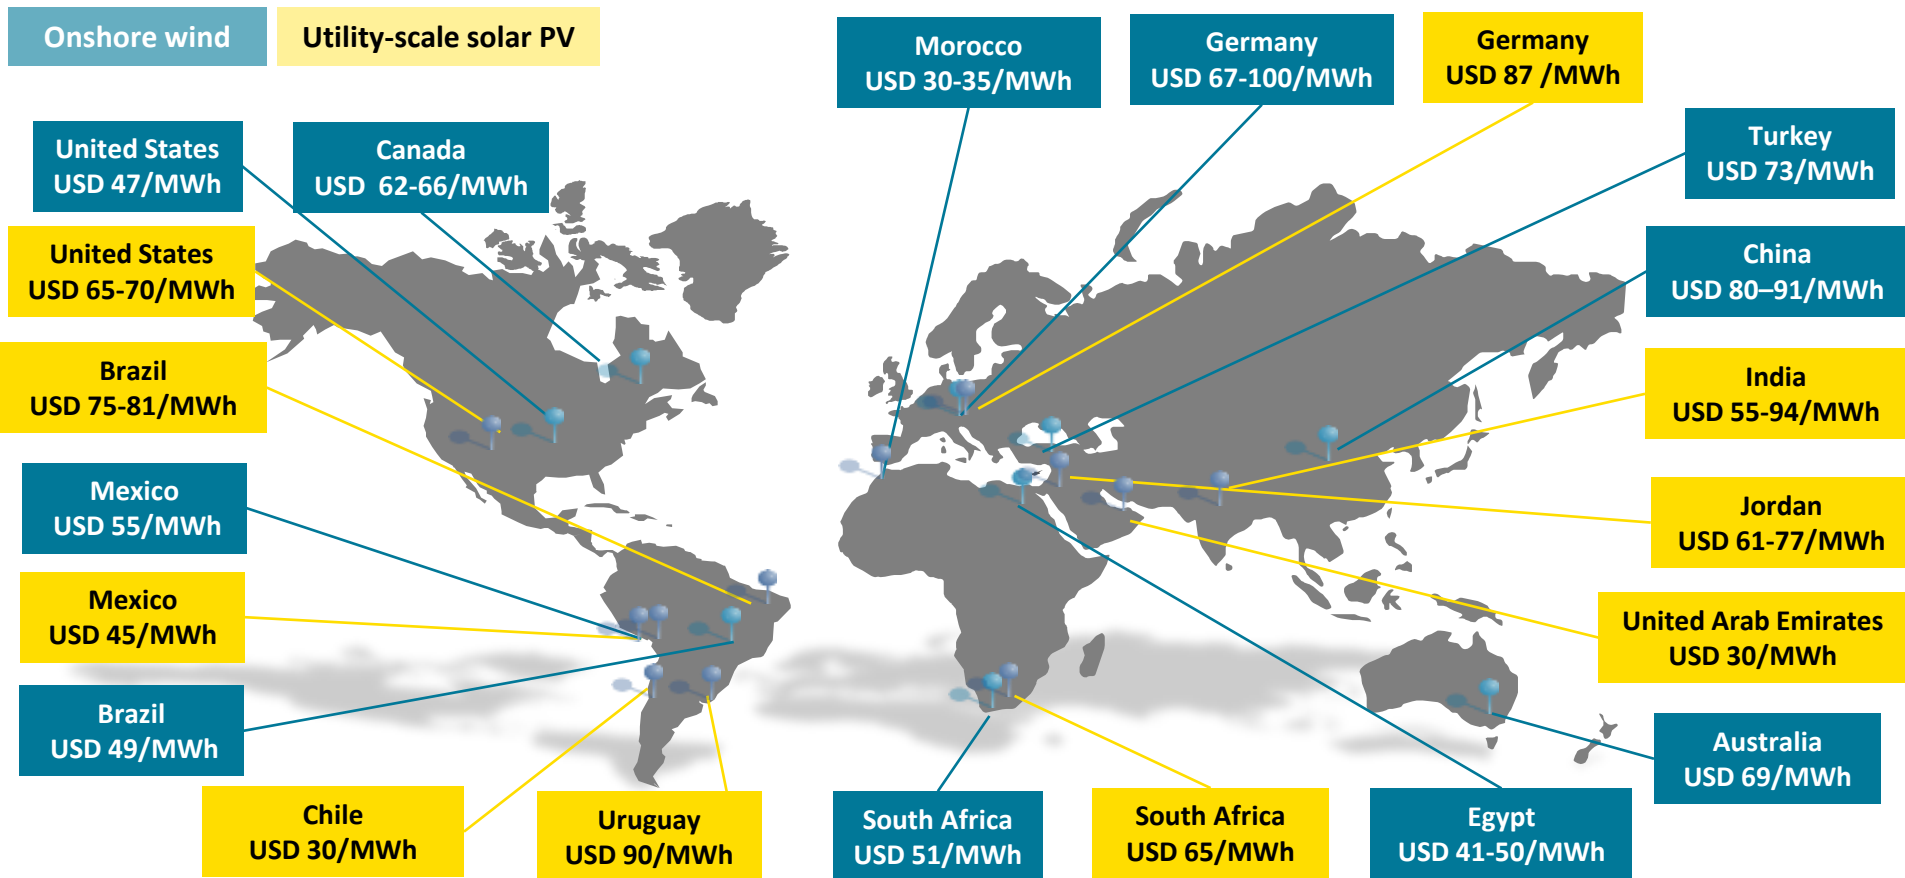 Onshore wind
Utility-scale solar PV
Morocco
USD 30-35/MWh
Germany
USD 67-100/MWh
Germany
USD 87 /MWh
United States
USD 47/MWh
Canada
USD  62-66/MWh
Turkey
USD 73/MWh
United States
USD 65-70/MWh
China
USD 80–91/MWh
Brazil
USD 75-81/MWh
India
USD 55-94/MWh
Mexico
USD 55/MWh
Jordan
USD 61-77/MWh
Mexico
USD 45/MWh
United Arab Emirates
USD 30/MWh
Brazil
USD 49/MWh
Australia
USD 69/MWh
Chile
USD 30/MWh
Uruguay
USD 90/MWh
South Africa
USD 51/MWh
South Africa
USD 65/MWh
Egypt
USD 41-50/MWh